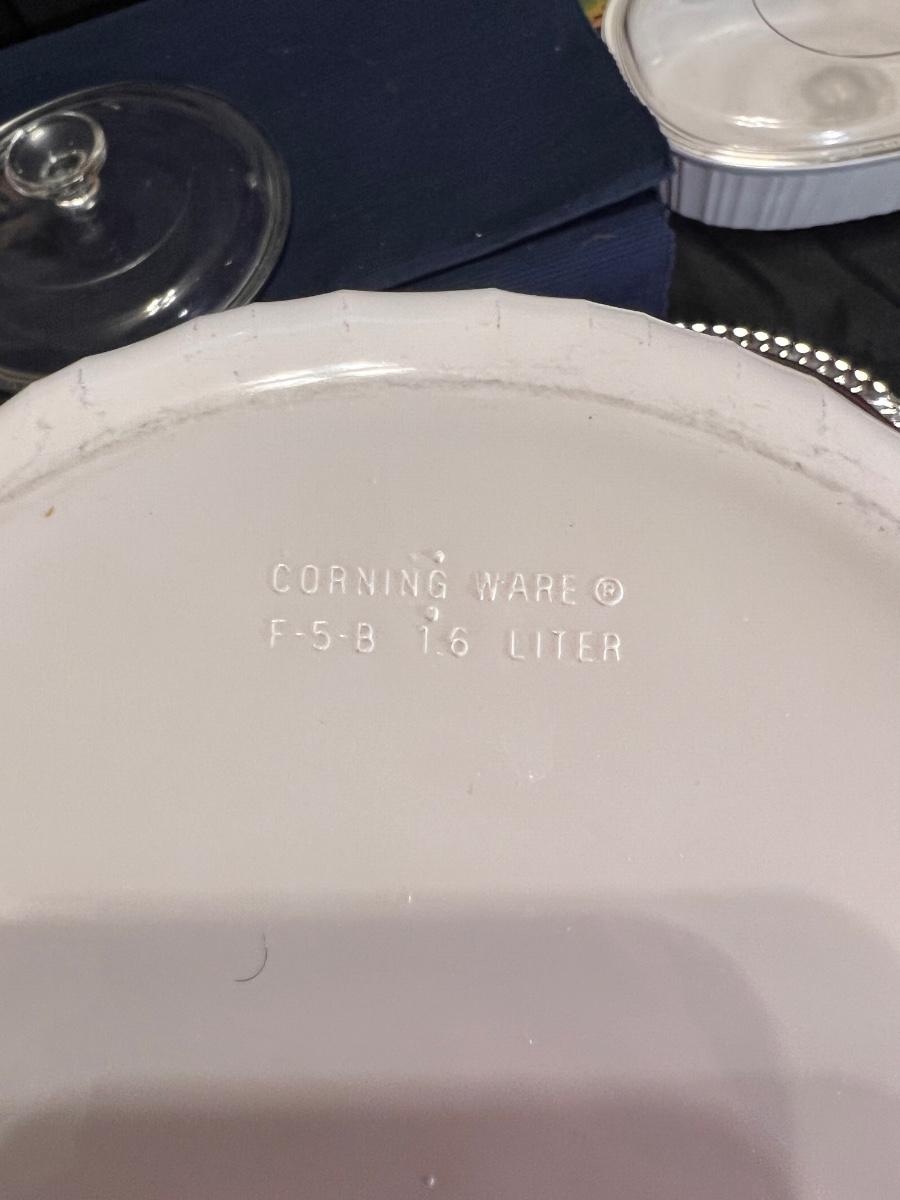 CORNING WARE ®
F-5-B 1.6 LITER